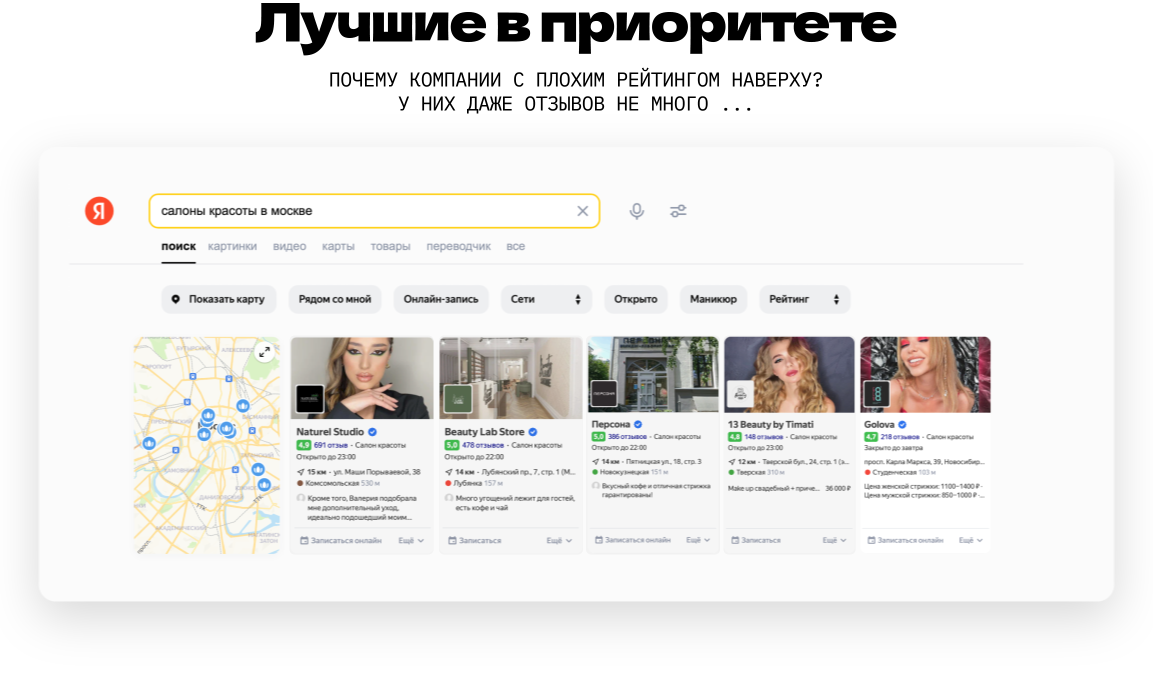 Лучшие в приоритете
ПОЧЕМУ КОМПАНИИ С ПЛОХИМ РЕЙТИНГОМ НАВЕРХУ?
У НИХ ДАЖЕ ОТЗЫВОВ НЕ МНОГО ...
Я
салоны красоты в москве
поиск картинки видео карты товары переводчик все
Показать карту Рядом со мной Онлайн-запись Сети Открыто Маникюр Рейтинг
Naturel Studio
4,9 691 отзыв • Салон красоты
Открыто до 23:00
15 км • ул. Маши Порываевой, 38
Комсомольская 530 м
Кроме того, Валерия подобрала
мне дополнительный уход,
идеально подошедший моим...
Записаться онлайн Ещё
Beauty Lab Store
5,0 478 отзывов • Салон красоты
Открыто до 22:00
14 км • Лубянский пр., 7, стр. 1 (М...
Лубянка 157 м
Много угощений лежит для гостей,
есть кофе и чай
Записаться Ещё
ПЕРСОНА
Персона
5,0 386 отзывов • Салон красоты
Открыто до 22:00
14 км • Пятницкая ул., 18, стр. 3
Новокузнецкая 151 м
Вкусный кофе и отличная стрижка
гарантированы!
Записаться онлайн Ещё
13 Beauty by Timati
4,8 148 отзывов • Салон красоты
Открыто до 23:00
12 км • Тверской бул., 24, стр. 1 (э...
Тверская 310 м
Make up свадебный + приче... 36 000 ₽
Записаться Ещё
Golova
4,7 218 отзывов • Салон красоты
Закрыто до завтра
просп. Карла Маркса, 39, Новосибир...
Студенческая 103 м
Цена женской стрижки: 1100–1400 ₽ •
Цена мужской стрижки: 850–1000 ₽ •...
Записаться онлайн Ещё